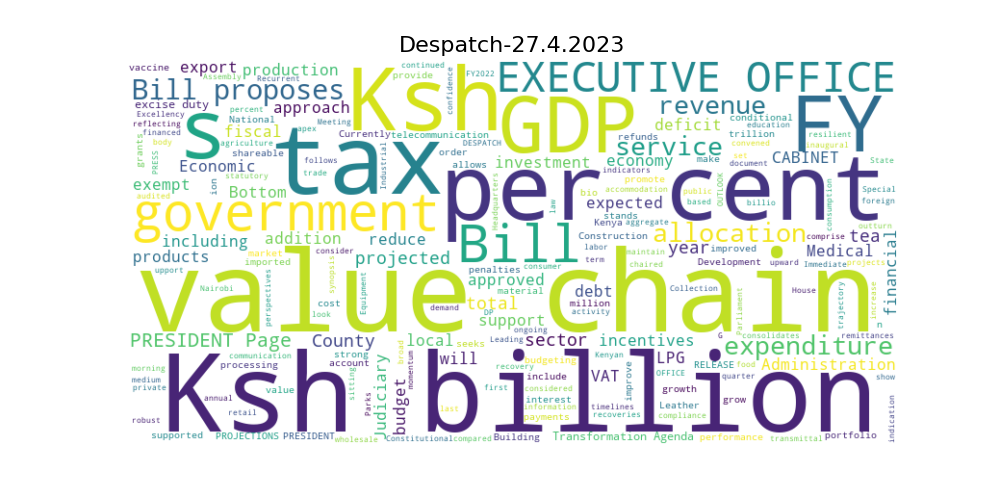 Despatch-27.4.2023
vaccine export production continued provide confidence FY2022 EXECUTIVE OFFICE
Assembly Recurrent
Bill proposes Ksh GDP revenue FY
excise duty percent approach apex Meeting conditional education resilient
Excellency National
reflecting fiscal Currently telecommunication deficit trillion inaugural
financed s tax refunds service convened
grants PRESS body agriculture shareable Industrial order DESPATCH make set document CABINET State
audited Economic follows trade allows investment economy
statutory indicators promote
exempt ion Bottom per cent bio accommodation public Special
Headquarters law expected based OUTLOOK billio consumption foreign
government stands Kenya aggregate outturn
including addition reduce Bill Construction allocation comprise tea
products market consider labor maintain year improved Medical
imported projected penalties consumer term chaired Development upward projects
upport synopsis approved material debt Immediate
perspectives Equipment value chain financial
Nairobi cost million Collection House n
look demand total DP activity Parliament trajectory increase
support ongoing G consolidates remittances
PRESIDENT Page County local seeks Leading sector incentives expenditure
morning communication strong broad will budgeting Kenyan LPG RELEASE food Administration
processing account momentum recovery OFFICE quarter show
medium Ksh billion
private value sitting Judiciary Parks budget first include considered VAT improve growth
annual interest timelines Leather grow
robust retail last information payments recoveries compliance indication
supported PROJECTIONS PRESIDENT wholesale Constitutional compared Building Transformation Agenda performance transmittal portfolio